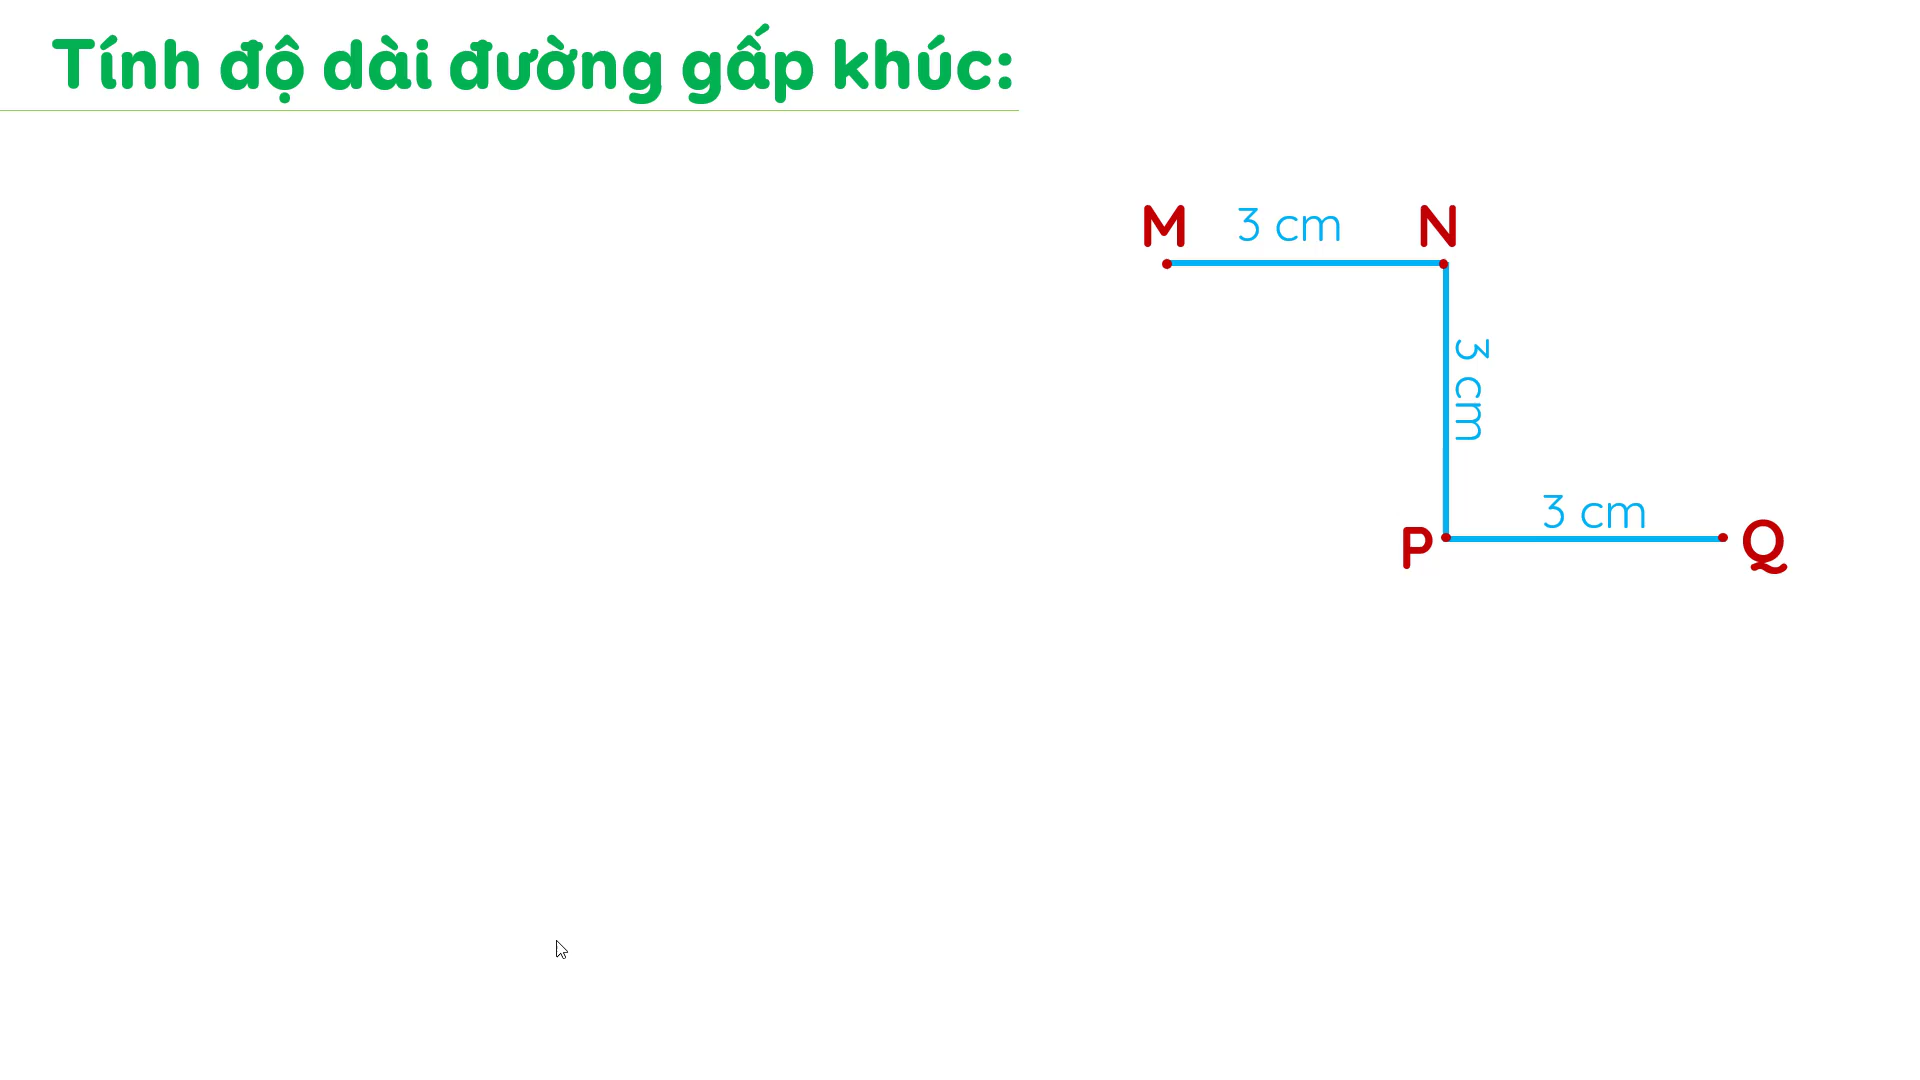 Tính độ dài đường gấp khúc:
M 3 cm N
3 cm
3 cm
P Q